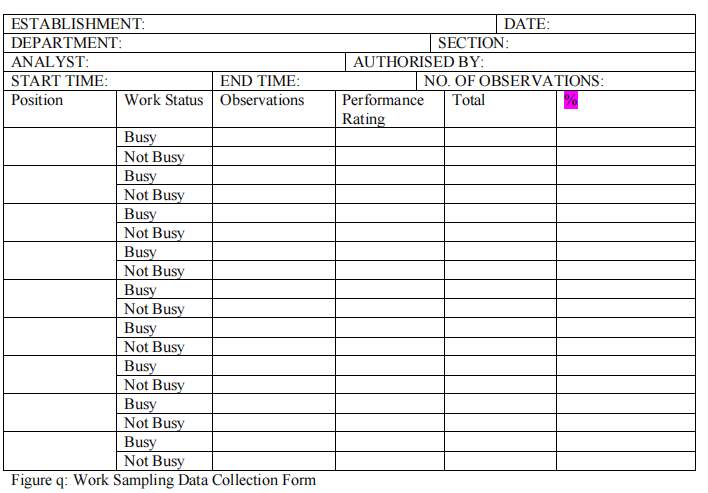 ESTABLISHMENT: DATE:
DEPARTMENT: SECTION:
ANALYST: AUTHORISED BY:
START TIME: END TIME: NO. OF OBSERVATIONS:
Position Work Status Observations Performance Rating Total %
Busy
Not Busy
Busy
Not Busy
Busy
Not Busy
Busy
Not Busy
Busy
Not Busy
Busy
Not Busy
Busy
Not Busy
Busy
Not Busy
Busy
Not Busy
Figure q: Work Sampling Data Collection Form